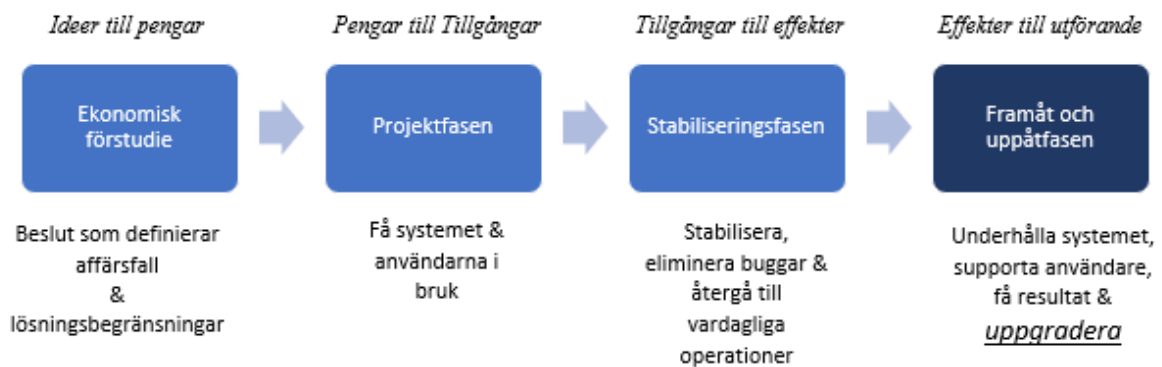 Ideer till pengar
Pengar till Tillgångar
Tillgångar till effekter
Effekter till utförande
Ekonomisk
förstudie
Projektfasen
Stabiliseringsfasen
Framåt och
uppåtfasen
Beslut som definierar
affärsfall
&
lösningsbegränsningar
Få systemet &
användarna i
bruk
Stabilisera,
eliminera buggar &
återgå till
vardagliga
operationer
Underhålla systemet,
supporta användare,
få resultat &
uppgradera